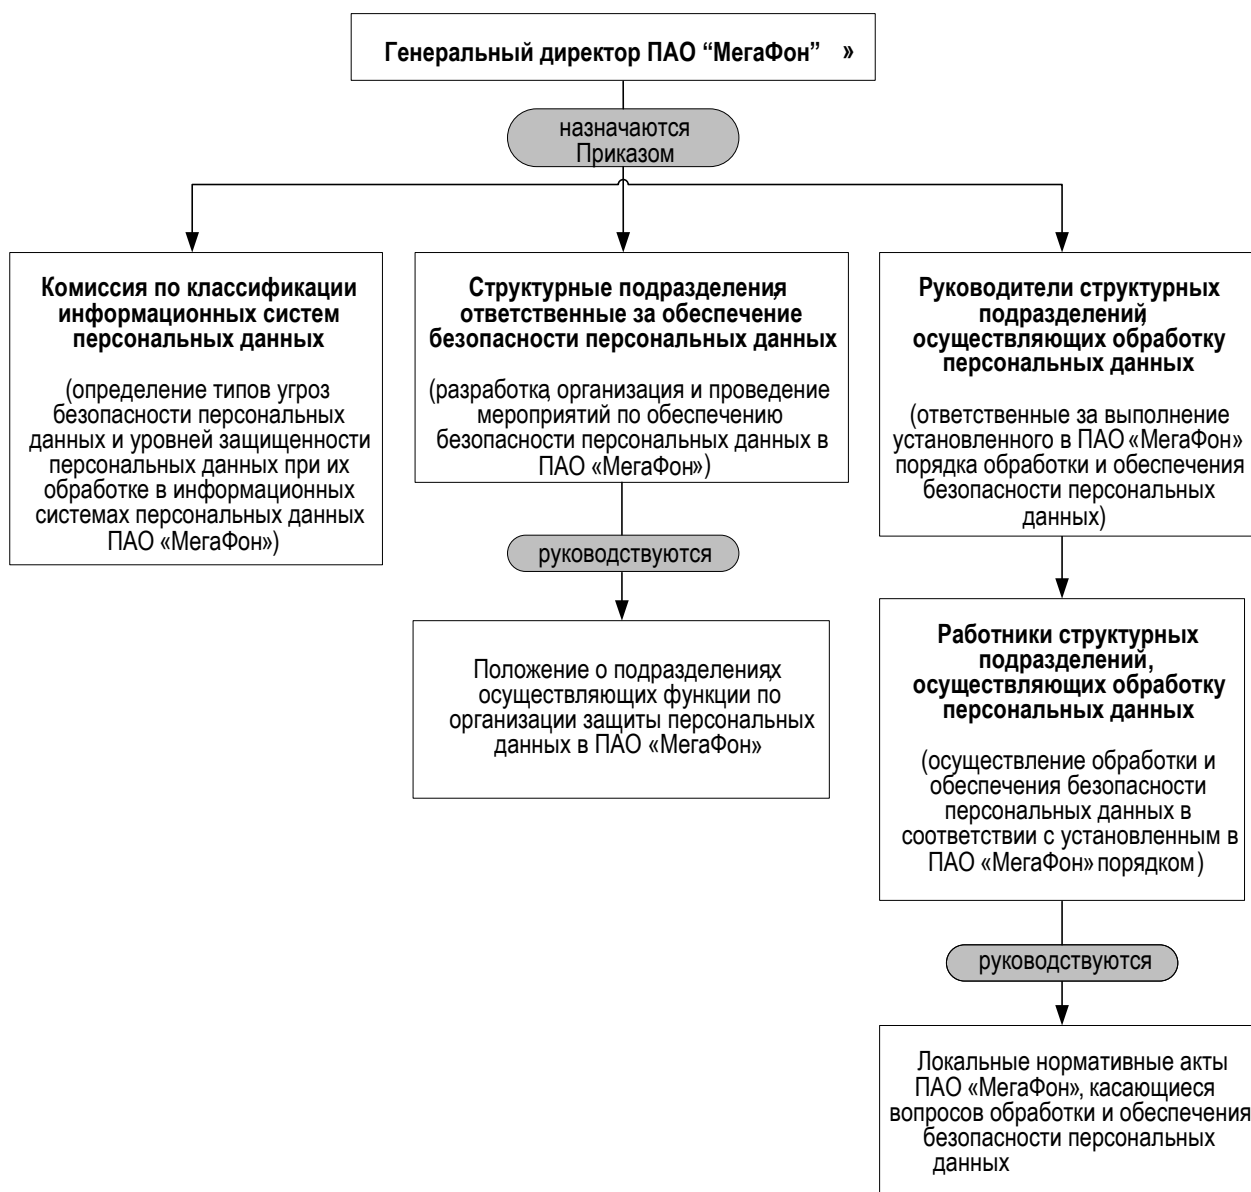 Генеральный директор ПАО “МегаФон” »
назначаются
Приказом
Комиссия по классификации
информационных систем
персональных данных
(определение типов угроз
безопасности персональных
данных и уровней защищенности
персональных данных при их
обработке в информационных
системах персональных данных
ПАО «МегаФон»)
Структурные подразделения,
ответственные за обеспечение
безопасности персональных данных
(разработка, организация и проведение
мероприятий по обеспечению
безопасности персональных данных в
ПАО «МегаФон»)
руководствуются
Положение о подразделениях,
осуществляющих функции по
организации защиты персональных
данных в ПАО «МегаФон»
Руководители структурных
подразделений,
осуществляющих обработку
персональных данных
(ответственные за выполнение
установленного в ПАО «МегаФон»
порядка обработки и обеспечения
безопасности персональных
данных)
Работники структурных
подразделений,
осуществляющих обработку
персональных данных
(осуществление обработки и
обеспечения безопасности
персональных данных в
соответствии с установленным в
ПАО «МегаФон» порядком)
руководствуются
Локальные нормативные акты
ПАО «МегаФон», касающиеся
вопросов обработки и обеспечения
безопасности персональных
данных